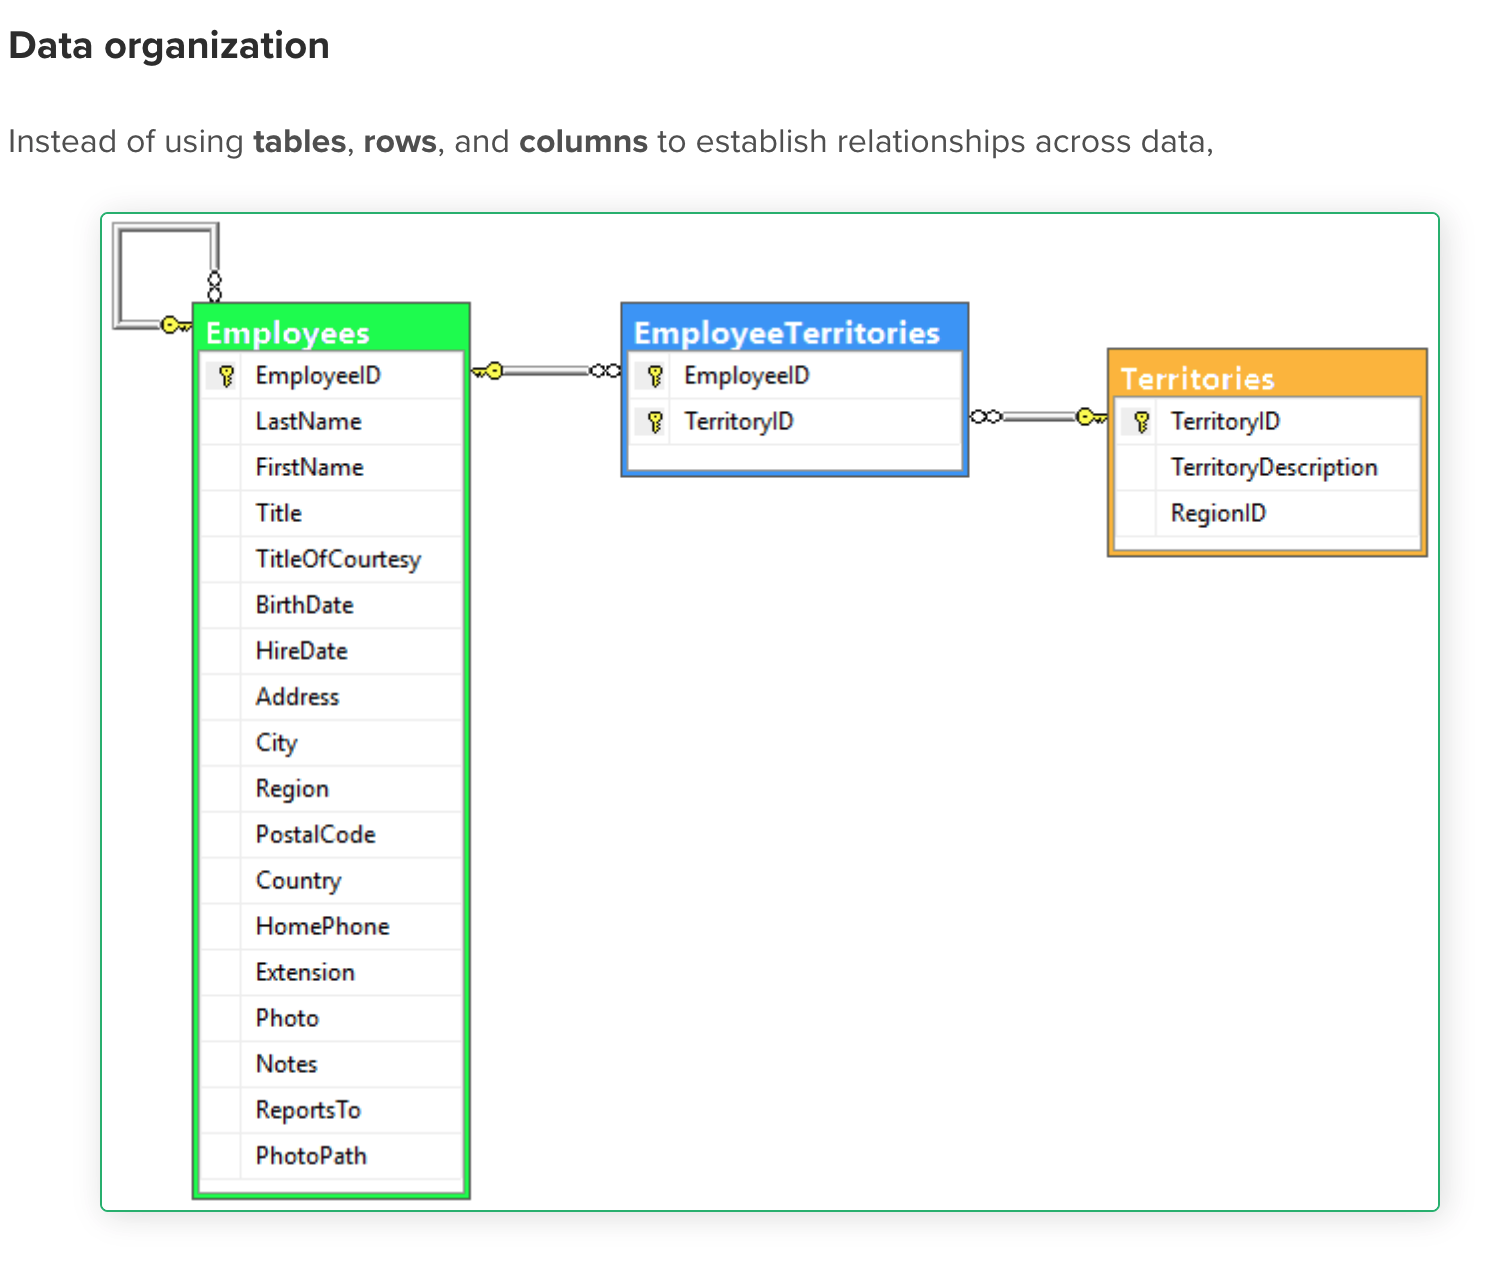 Data organization
Instead of using tables, rows, and columns to establish relationships across data,
Employees
EmployeeID
LastName
FirstName
Title
TitleOfCourtesy
BirthDate
HireDate
Address
City
Region
PostalCode
Country
HomePhone
Extension
Photo
Notes
ReportsTo
PhotoPath
EmployeeTerritories
EmployeeID
TerritoryID
Territories
TerritoryID
TerritoryDescription
RegionID